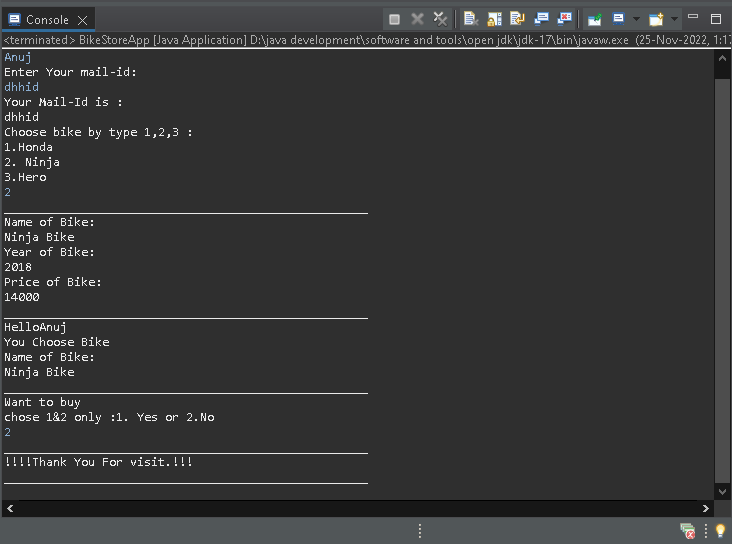 Console
<terminated> BikeStoreApp [Java Application] D:\java development\software and tools\open jdk\jdk-17\bin\javaw.exe (25-Nov-2022, 1:17
Anuj
Enter Your mail-id:
dhhid
Your Mail-Id is :
dhhid
Choose bike by type 1,2,3 :
1.Honda
2. Ninja
3.Hero
2
Name of Bike:
Ninja Bike
Year of Bike:
2018
Price of Bike:
14000
HelloAnuj
You Choose Bike
Name of Bike:
Ninja Bike
Want to buy
chose 1&2 only :1. Yes or 2.No
2
!!!!Thank You For visit.!!!